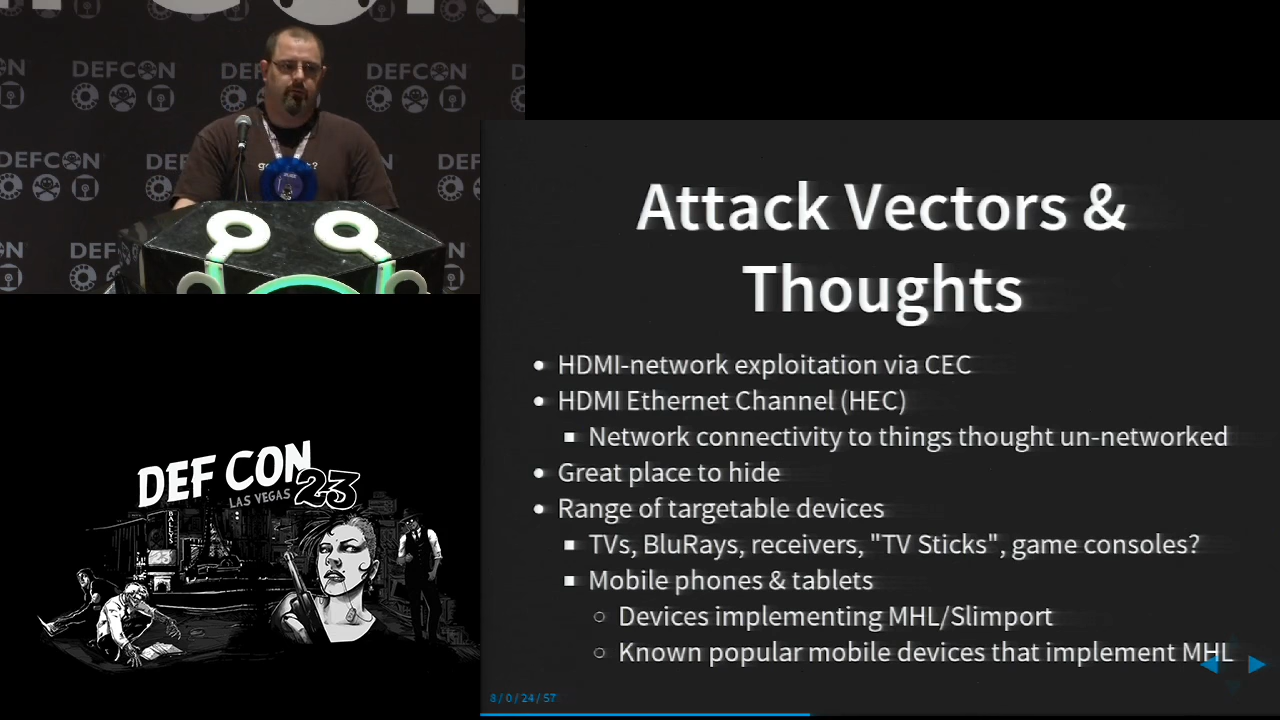 DEFCON
DEF
DEFCON
DEFCON
DEF
DEF
DEF
Attack Vectors &
Thoughts
• HDMI-network exploitation via CEC
• HDMI Ethernet Channel (HEC)
▪ Network connectivity to things thought un-networked
• Great place to hide
• Range of targetable devices
▪ TVs, BluRays, receivers, "TV Sticks", game consoles?
▪ Mobile phones & tablets
○ Devices implementing MHL/Slimport
○ Known popular mobile devices that implement MHL
8 / 0 / 24 / 57
DEF CON 23
LAS VEGAS
BALLYS